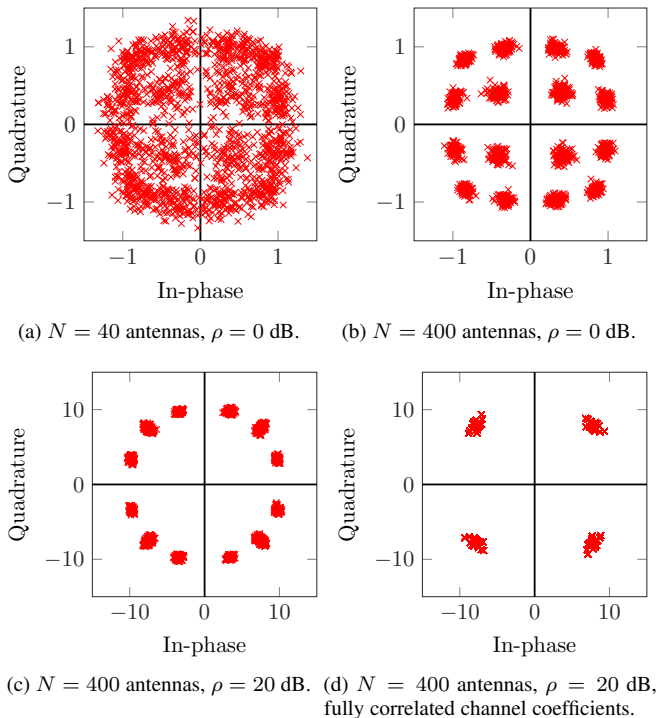 1
0
−1
Quadrature
−1 0 1
In-phase
(a) N = 40 antennas, ρ = 0 dB.
1
0
−1
Quadrature
−1 0 1
In-phase
(b) N = 400 antennas, ρ = 0 dB.
10
0
−10
Quadrature
−10 0 10
In-phase
(c) N = 400 antennas, ρ = 20 dB.
10
0
−10
Quadrature
−10 0 10
In-phase
(d) N = 400 antennas, ρ = 20 dB,
fully correlated channel coefficients.